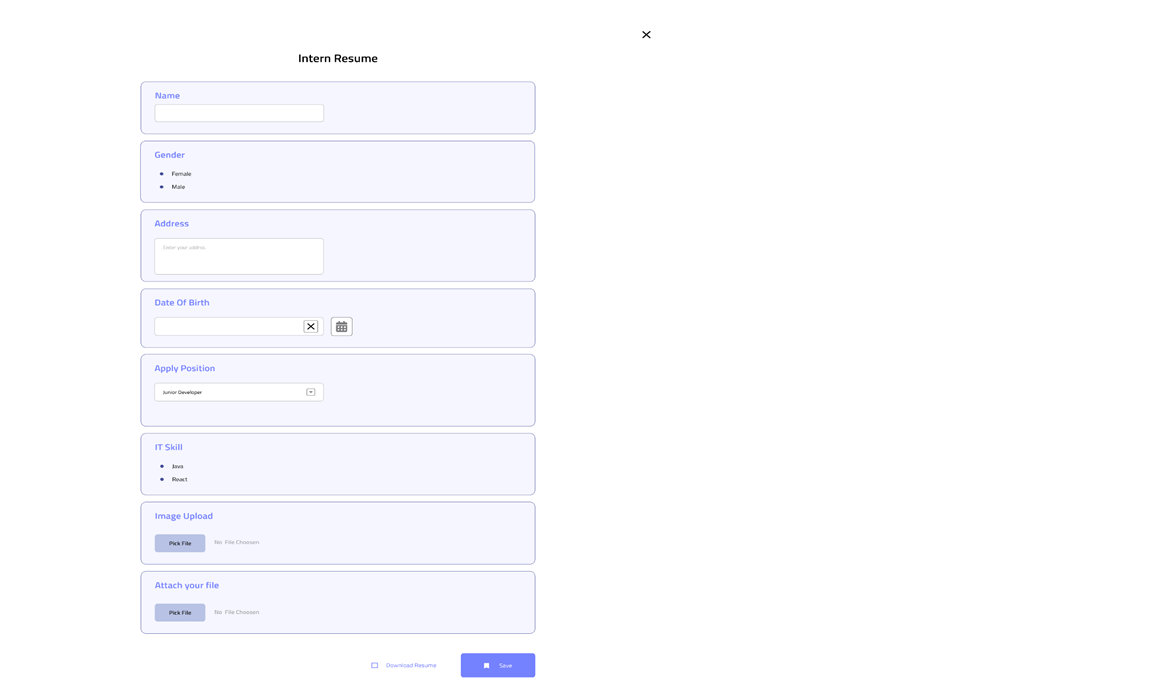 Intern Resume
Name
Gender
Female
Male
Address
Enter your addres
Date Of Birth
Apply Position
Junior Developer
IT Skill
Java
React
Image Upload
Pick File
No File Choosen
Attach your file
Pick File
No File Choosen
Download Resume
Save